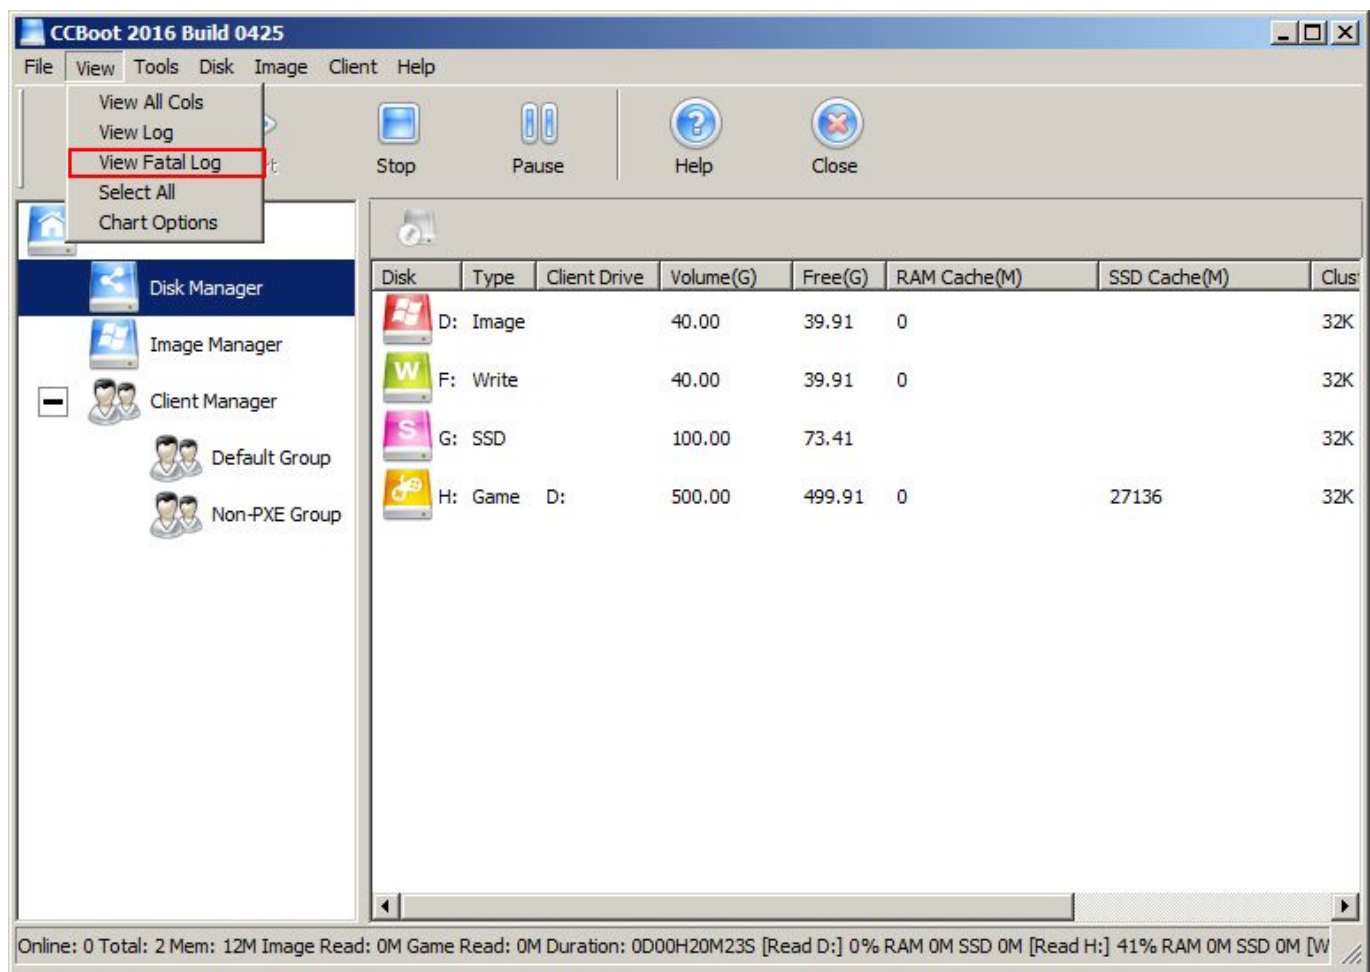 CCBoot 2016 Build 0425
File View Tools Disk Image Client Help
View All Cols
View Log
View Fatal Log
Select All
Chart Options
Stop Pause Help Close
Disk Manager
Image Manager
Client Manager
Default Group
Non-PXE Group
Disk Type Client Drive Volume(G) Free(G) RAM Cache(M) SSD Cache(M) Clus
D: Image 40.00 39.91 0 32K
F: Write 40.00 39.91 0 32K
G: SSD 100.00 73.41 32K
H: Game D: 500.00 499.91 0 27136 32K
Online: 0 Total: 2 Mem: 12M Image Read: 0M Game Read: 0M Duration: 0D00H20M23S [Read D:] 0% RAM 0M SSD 0M [Read H:] 41% RAM 0M SSD 0M [W